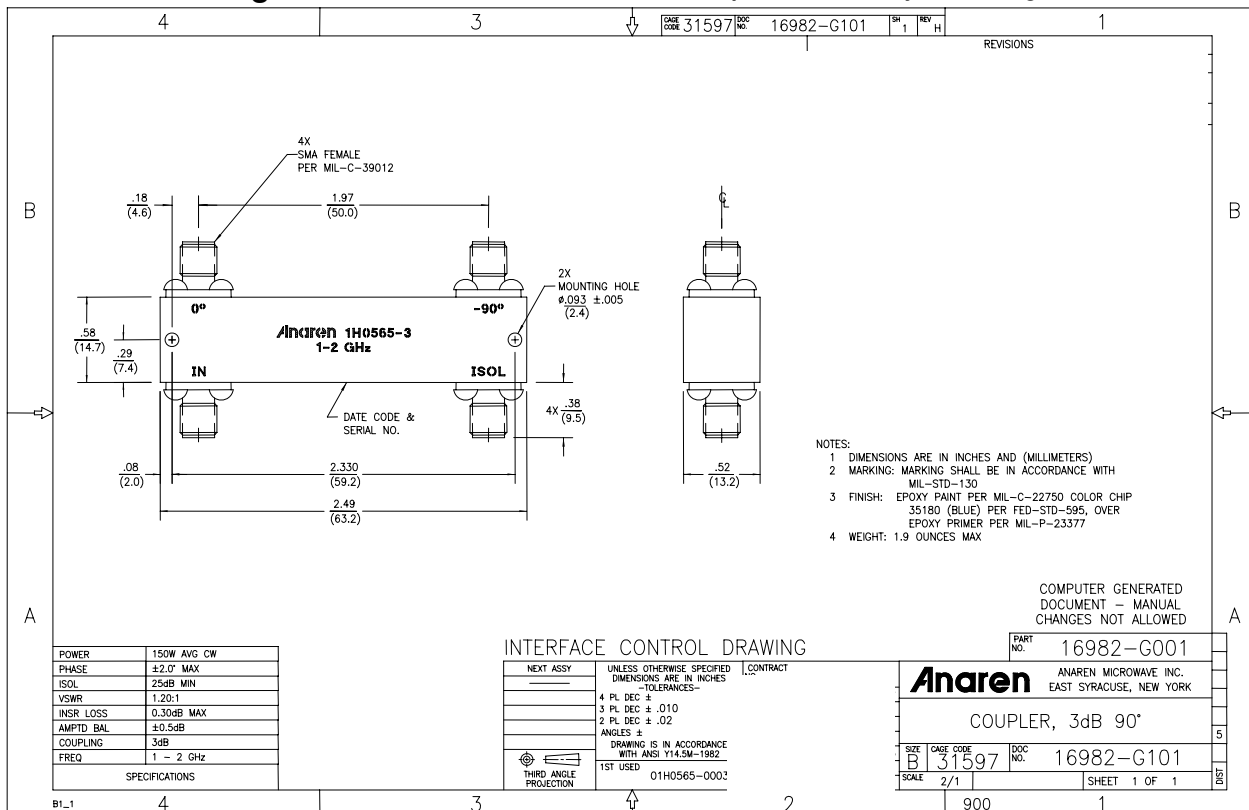 4
3
CAGE CODE 31597 DOC NO. 16982-G101 SH 1 REV H
1
REVISIONS
4X
SMA FEMALE
PER MIL-C-39012
B
B
.18
(4.6)
1.97
(50.0)
C
L
2X
MOUNTING HOLE
ø.093 ±.005
(2.4)
0º
-90º
.58
(14.7)
.29
(7.4)
Anaren 1H0565-3
1-2 GHz
IN
ISOL
4X .38
(9.5)
DATE CODE &
SERIAL NO.
.08
(2.0)
2.330
(59.2)
2.49
(63.2)
.52
(13.2)
NOTES:
1 DIMENSIONS ARE IN INCHES AND (MILLIMETERS)
2 MARKING: MARKING SHALL BE IN ACCORDANCE WITH
MIL-STD-130
3 FINISH: EPOXY PAINT PER MIL-C-22750 COLOR CHIP
35180 (BLUE) PER FED-STD-595, OVER
EPOXY PRIMER PER MIL-P-23377
4 WEIGHT: 1.9 OUNCES MAX
COMPUTER GENERATED
DOCUMENT - MANUAL
CHANGES NOT ALLOWED
A
A
POWER 150W AVG CW
PHASE ±2.0° MAX
ISOL 25dB MIN
VSWR 1.20:1
INSR LOSS 0.30dB MAX
AMPTD BAL ±0.5dB
COUPLING 3dB
FREQ 1 - 2 GHz
SPECIFICATIONS
INTERFACE CONTROL DRAWING
NEXT ASSY
UNLESS OTHERWISE SPECIFIED
DIMENSIONS ARE IN INCHES
-TOLERANCES-
4 PL DEC ±
3 PL DEC ± .010
2 PL DEC ± .02
ANGLES ±
DRAWING IS IN ACCORDANCE
WITH ANSI Y14.5M-1982
THIRD ANGLE
PROJECTION
1ST USED
01H0565-0003
CONTRACT
PART NO. 16982-G001
Anaren
ANAREN MICROWAVE INC.
EAST SYRACUSE, NEW YORK
COUPLER, 3dB 90°
5
SIZE B CAGE CODE 31597 DOC NO. 16982-G101
SCALE 2/1 SHEET 1 OF 1
DIST
B1_1
4
3
2
900
1